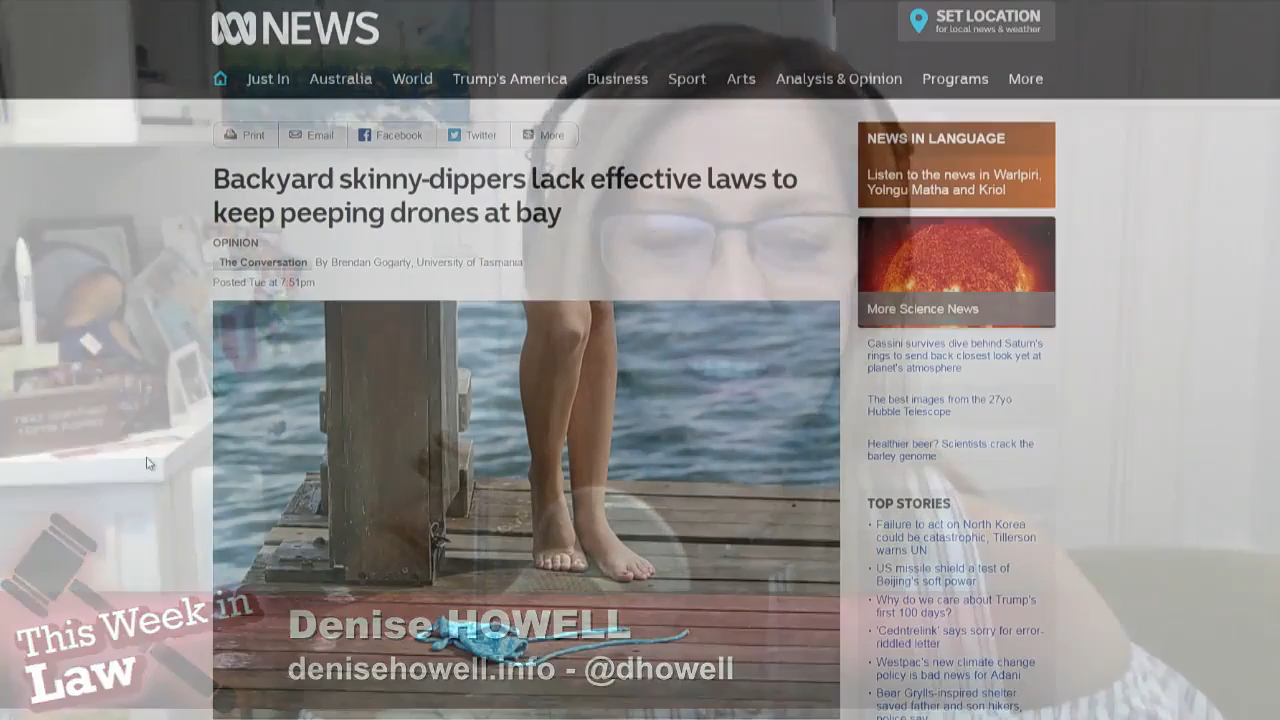 NEWS
SET LOCATION
for local news & weather
Just In Australia World Trump's America Business Sport Arts Analysis & Opinion Programs More
Print Email Facebook Twitter More
Backyard skinny-dippers lack effective laws to
keep peeping drones at bay
OPINION
The Conversation By Brendan Gogarty, University of Tasmania
Posted Tue at 7:51pm
NEWS IN LANGUAGE
Listen to the news in Warlpiri,
Yolngu Matha and Kriol
More Science News
Cassini survives dive behind Saturn's
rings to send back closest look yet at
planet's atmosphere
The best images from the 27yo
Hubble Telescope
Healthier beer? Scientists crack the
barley genome
TOP STORIES
• Failure to act on North Korea
could be catastrophic, Tillerson
warns UN
• US missile shield a test of
Beijing's soft power
• Why do we care about Trump's
first 100 days?
• 'Cedntrelink' says sorry for error-
riddled letter
• Westpac's new climate change
policy is bad news for Adani
• Bear Grylls-inspired shelter
saved father and son hikers,
police say
This Week in
Law
Denise HOWELL
denisehowell.info - @dhowell